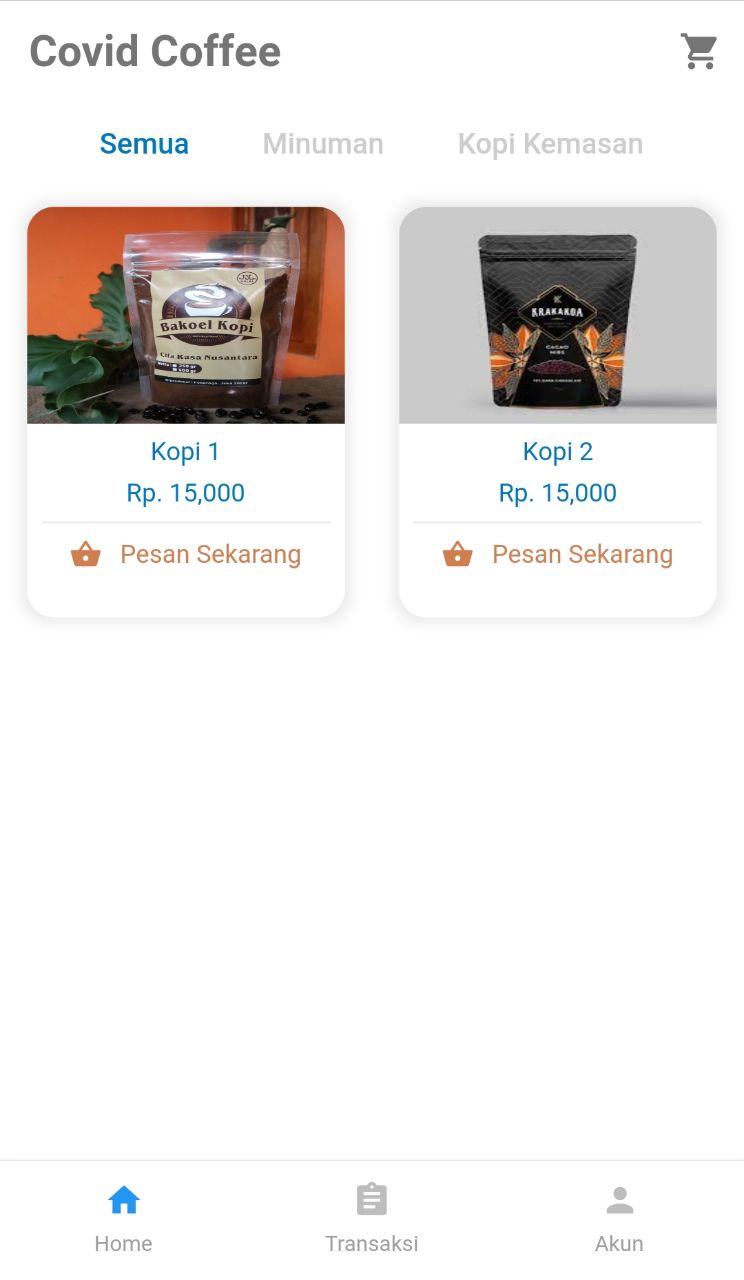 Covid Coffee
Semua Minuman Kopi Kemasan
Bakoel Kopi
Cita Rasa Nusantara
KRAKAKOA
CACAO
NIBS
Kopi 1
Rp. 15,000
Pesan Sekarang
Kopi 2
Rp. 15,000
Pesan Sekarang
Home Transaksi Akun